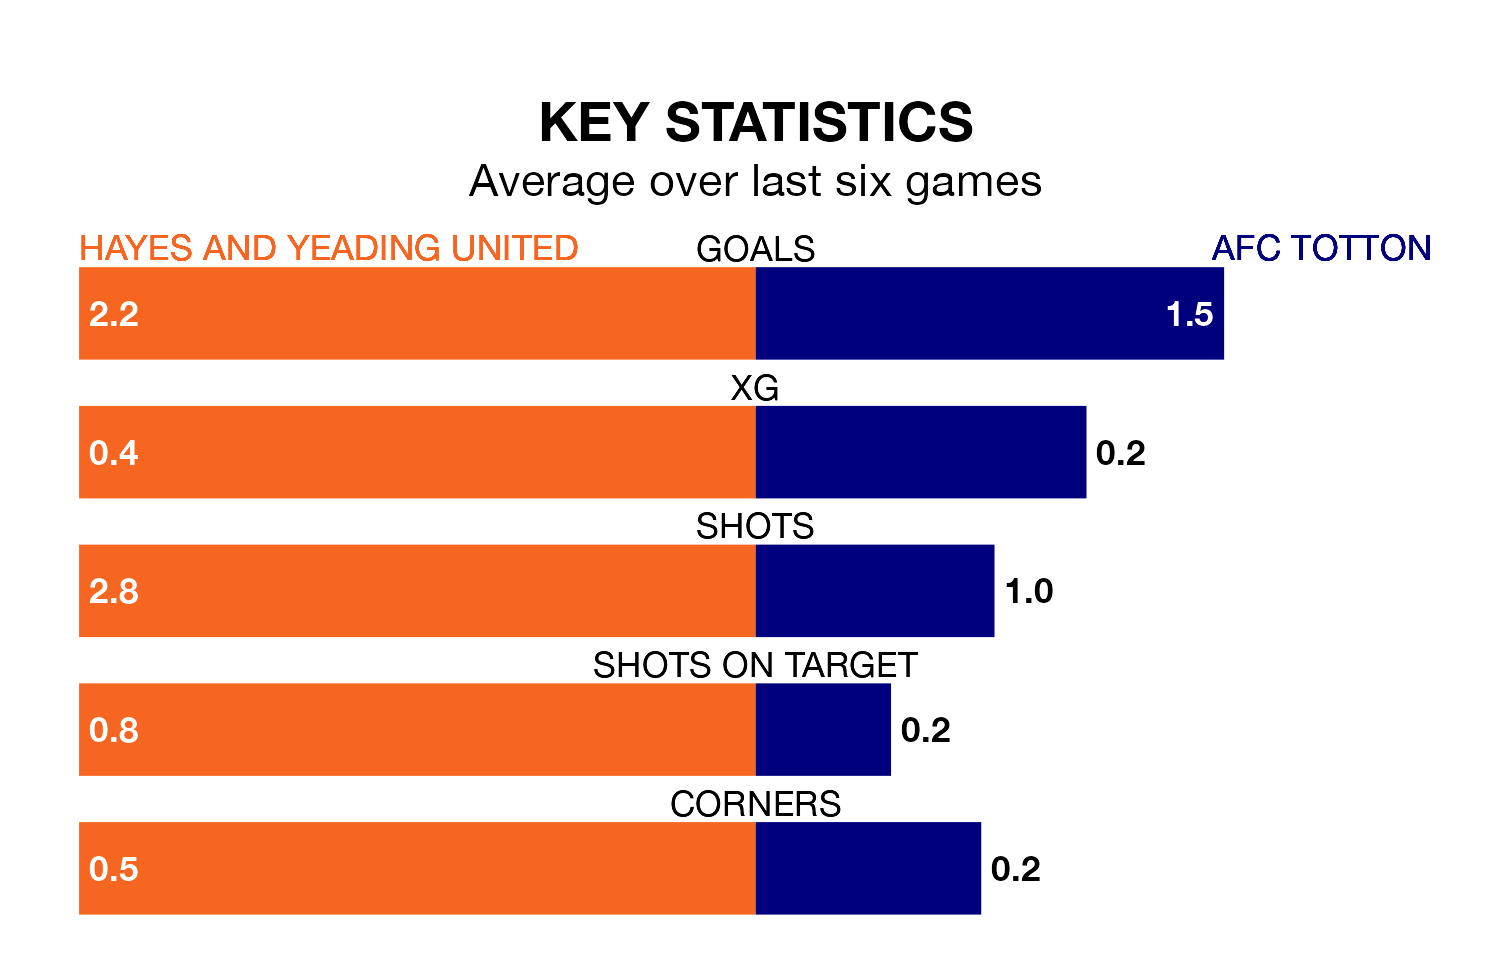 KEY STATISTICS
Average over last six games
HAYES AND YEADING UNITED GOALS AFC TOTTON
2.2 1.5
XG
0.4 0.2
SHOTS
2.8 1.0
SHOTS ON TARGET
0.8 0.2
CORNERS
0.5 0.2